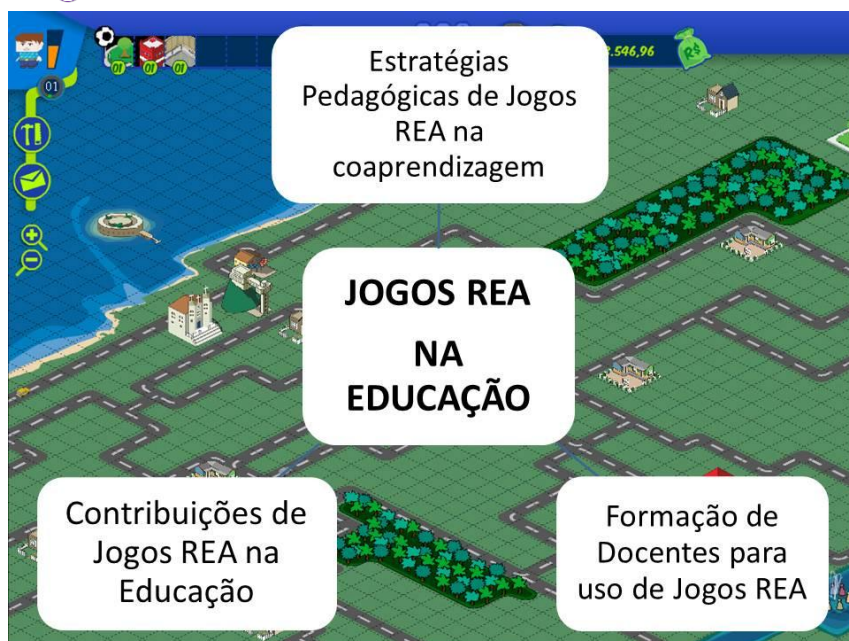 Estratégias
Pedagógicas de Jogos
REA na
coaprendizagem
.546,96
R$
01
01
01
01
JOGOS REA
NA
EDUCAÇÃO
Contribuições de
Jogos REA na
Educação
Formação de
Docentes para
uso de Jogos REA